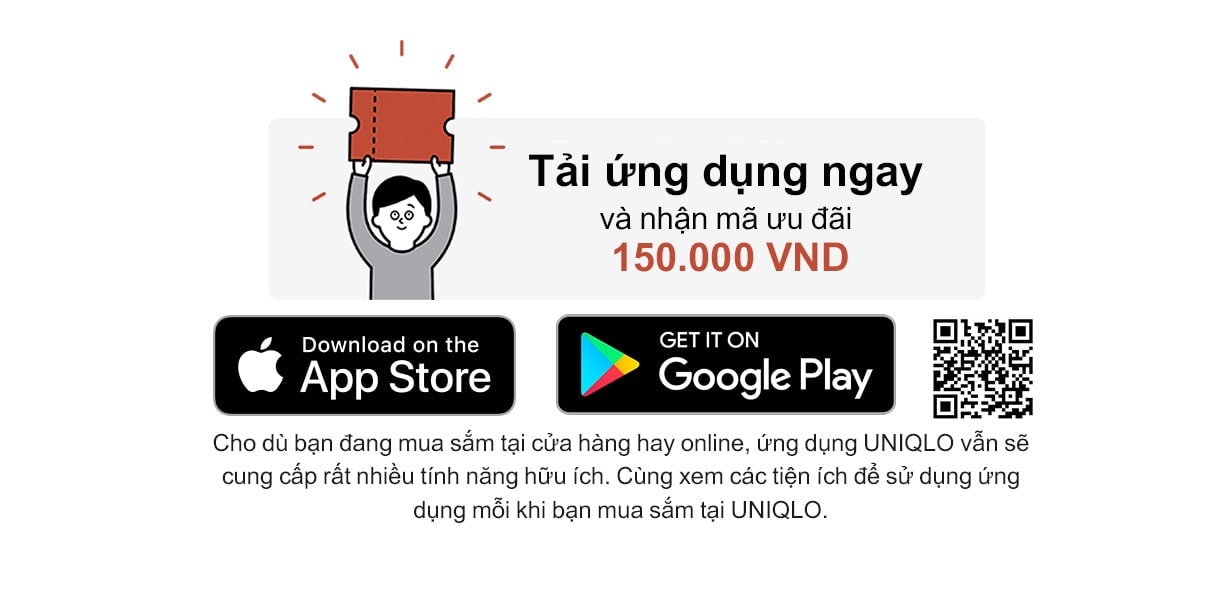 Tải ứng dụng ngay
và nhận mã ưu đãi
150.000 VND
Download on the
App Store
GET IT ON
Google Play
Cho dù bạn đang mua sắm tại cửa hàng hay online, ứng dụng UNIQLO vẫn sẽ
cung cấp rất nhiều tính năng hữu ích. Cùng xem các tiện ích để sử dụng ứng
dụng mỗi khi bạn mua sắm tại UNIQLO.